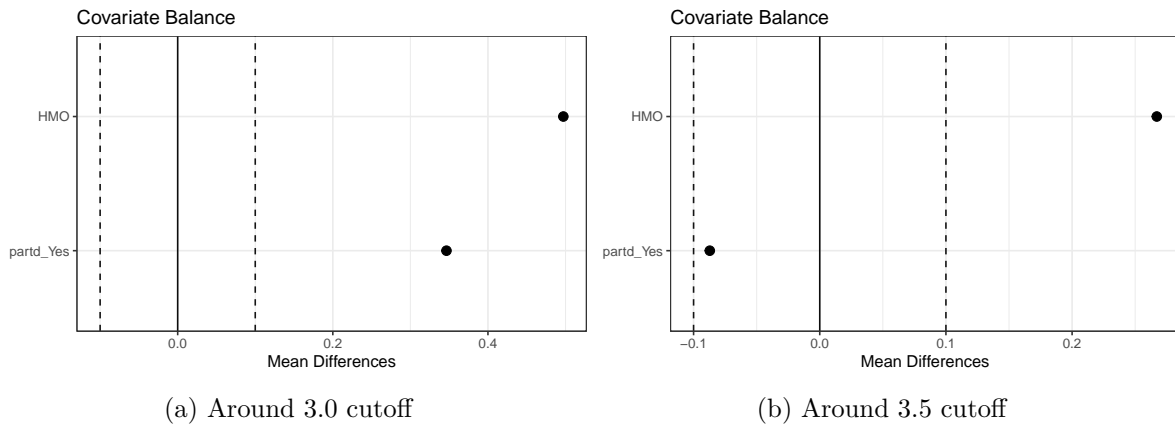 Covariate Balance
HMO
partd_Yes
0.0 0.2 0.4
Mean Differences
(a) Around 3.0 cutoff
Covariate Balance
HMO
partd_Yes
−0.1 0.0 0.1 0.2
Mean Differences
(b) Around 3.5 cutoff